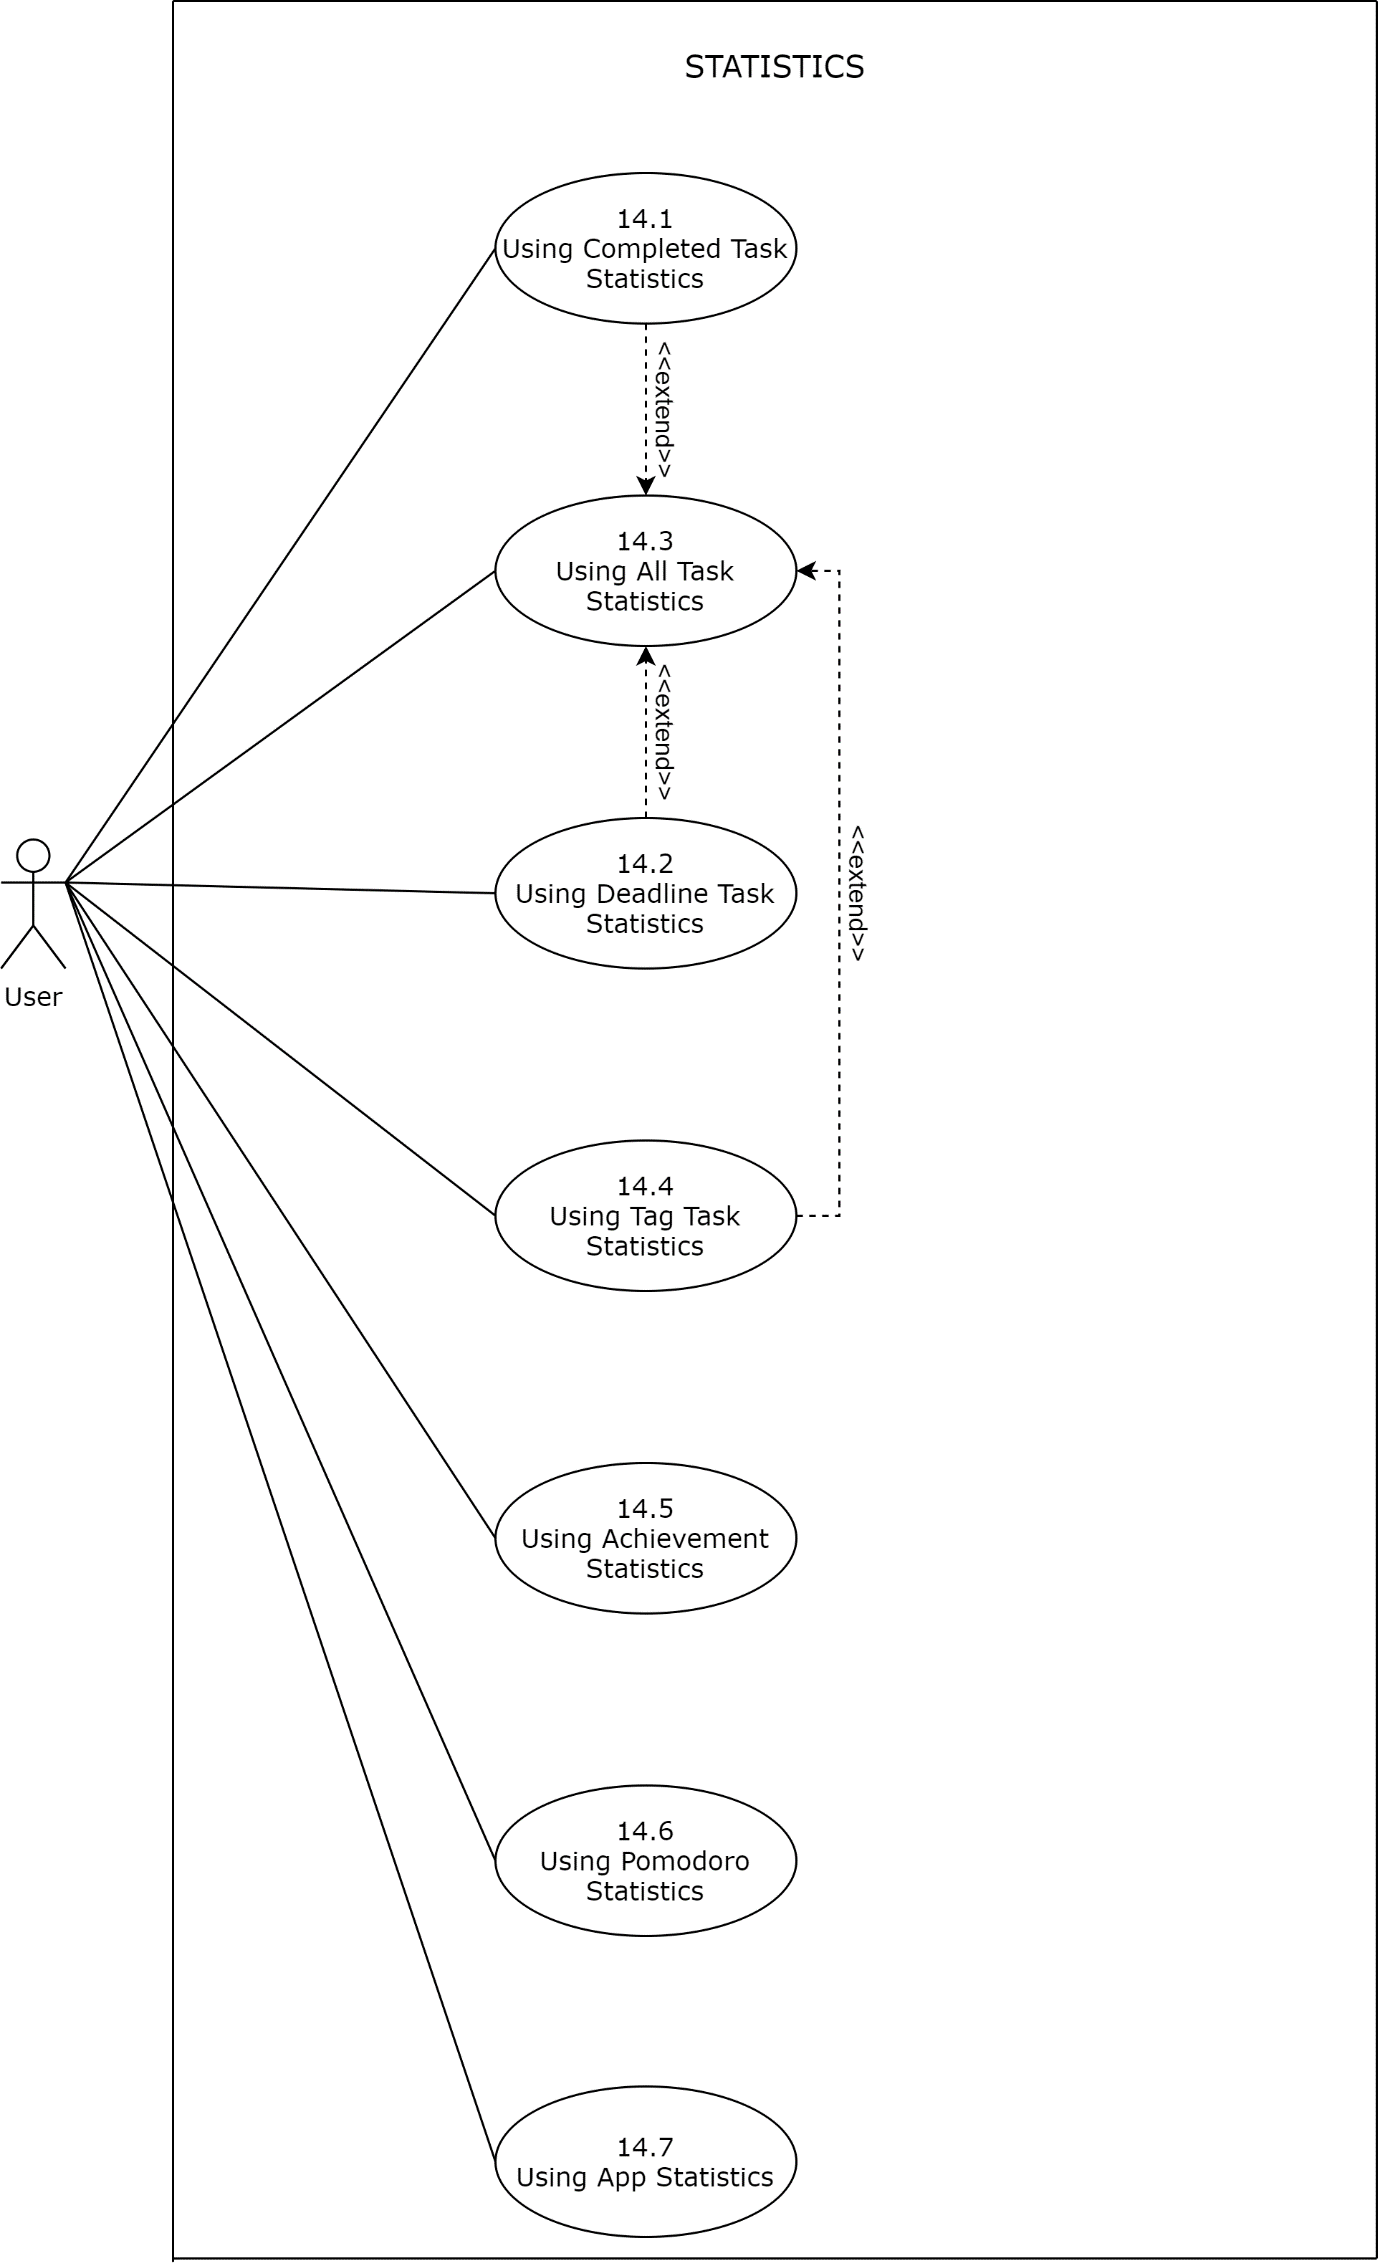 STATISTICS
14.1
Using Completed Task
Statistics
<<extend>>
14.3
Using All Task
Statistics
<<extend>>
14.2
Using Deadline Task
Statistics
<<extend>>
User
14.4
Using Tag Task
Statistics
14.5
Using Achievement
Statistics
14.6
Using Pomodoro
Statistics
14.7
Using App Statistics